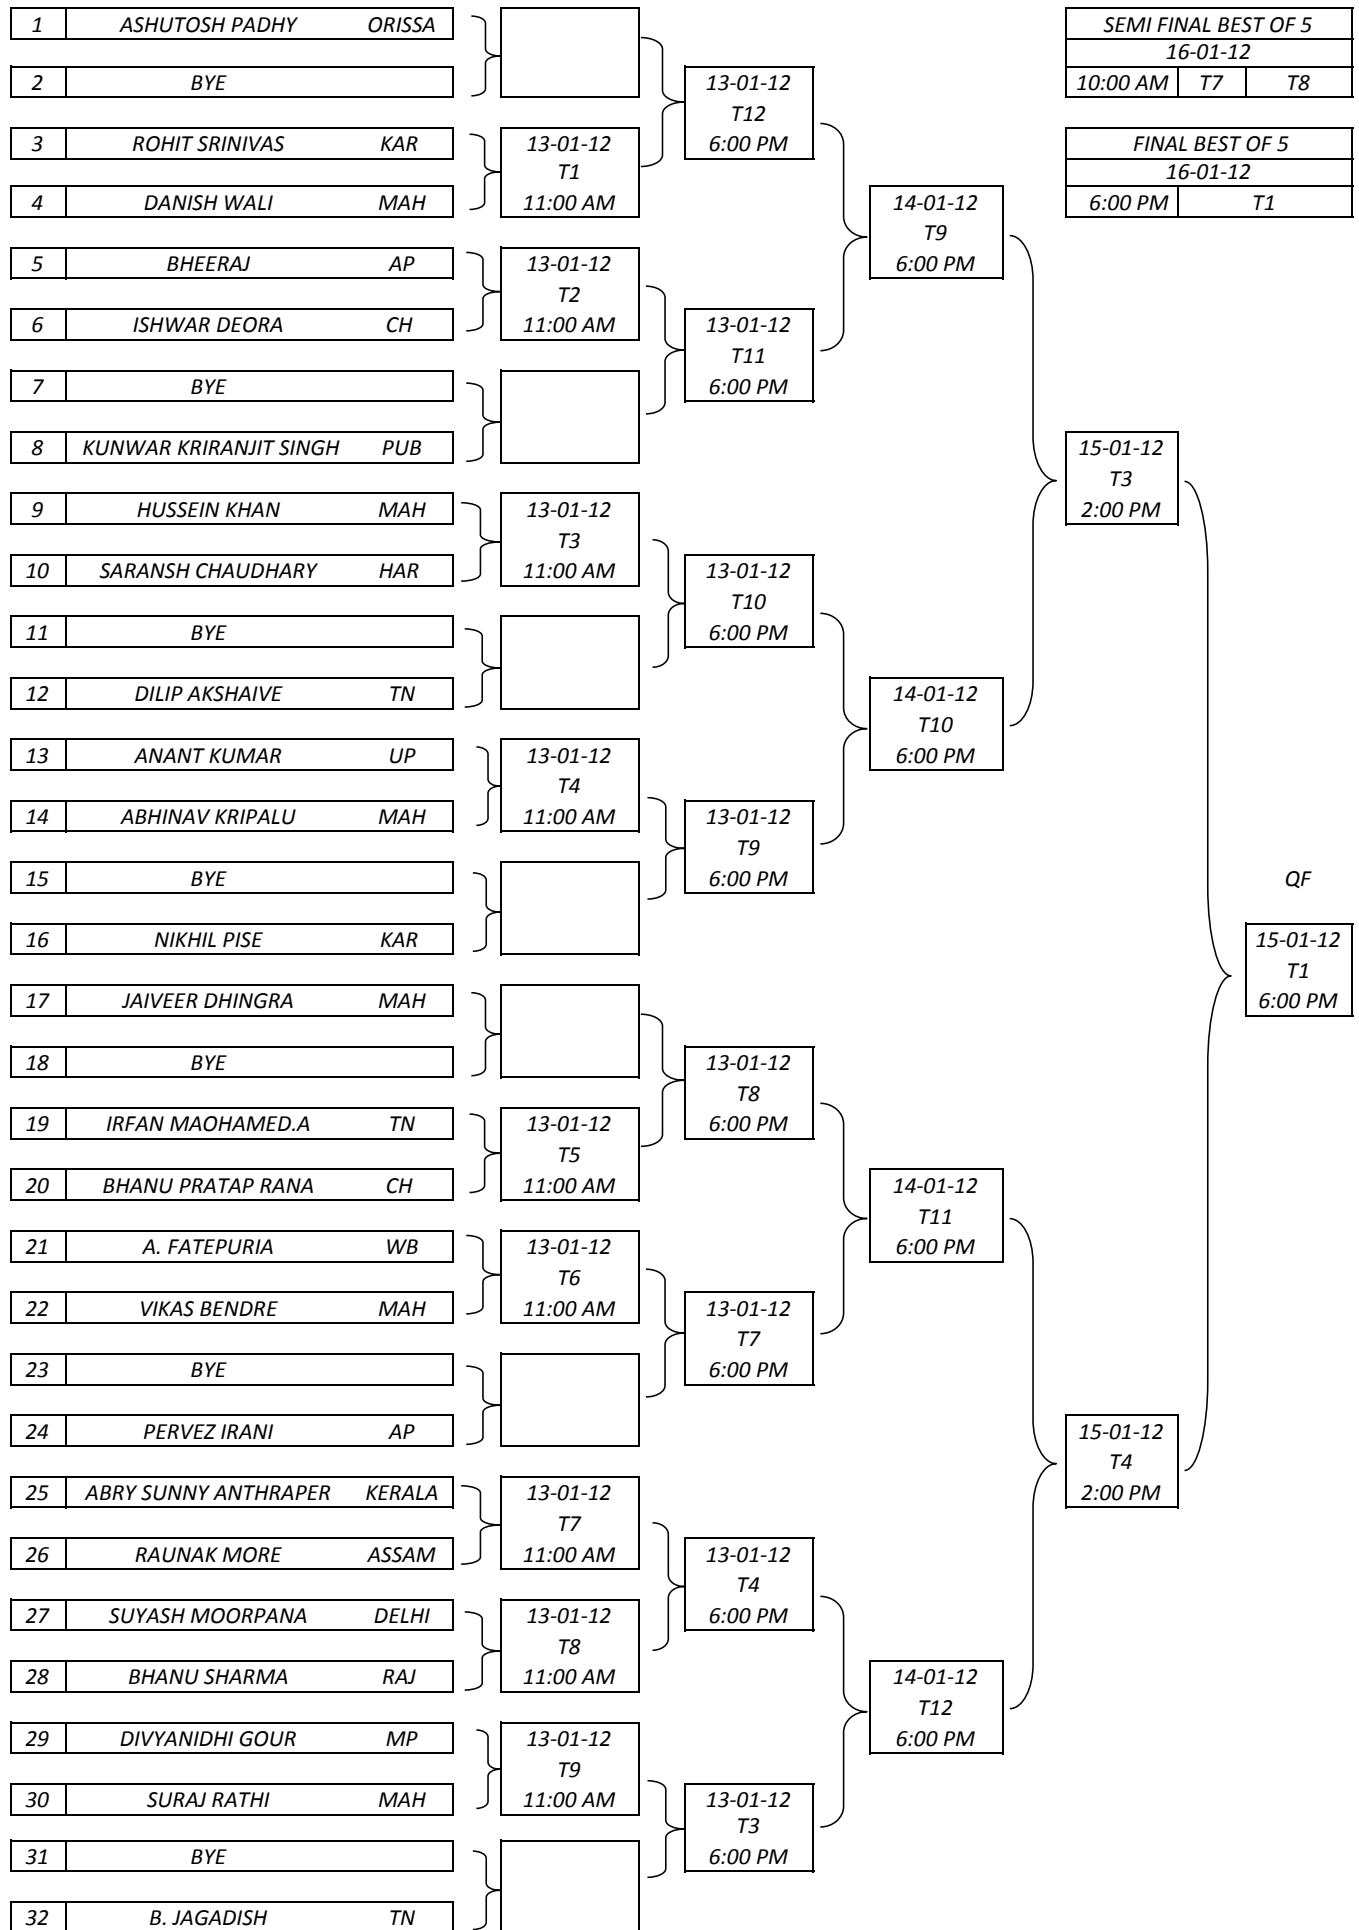 1 ASHUTOSH PADHY ORISSA
SEMI FINAL BEST OF 5
16-01-12
2 BYE
13-01-12
10:00 AM T7 T8
T12
3 ROHIT SRINIVAS KAR
13-01-12
6:00 PM
FINAL BEST OF 5
T1
16-01-12
4 DANISH WALI MAH
11:00 AM
14-01-12
6:00 PM T1
T9
5 BHEERAJ AP
13-01-12
6:00 PM
T2
6 ISHWAR DEORA CH
11:00 AM
13-01-12
T11
7 BYE
6:00 PM
8 KUNWAR KRIRANJIT SINGH PUB
15-01-12
T3
9 HUSSEIN KHAN MAH
13-01-12
2:00 PM
T3
10 SARANSH CHAUDHARY HAR
11:00 AM
13-01-12
T10
11 BYE
6:00 PM
12 DILIP AKSHAIVE TN
14-01-12
T10
13 ANANT KUMAR UP
13-01-12
6:00 PM
T4
14 ABHINAV KRIPALU MAH
11:00 AM
13-01-12
T9
15 BYE
6:00 PM
QF
16 NIKHIL PISE KAR
15-01-12
T1
17 JAIVEER DHINGRA MAH
6:00 PM
18 BYE
13-01-12
T8
19 IRFAN MAOHAMED.A TN
13-01-12
6:00 PM
T5
20 BHANU PRATAP RANA CH
11:00 AM
14-01-12
T11
21 A. FATEPURIA WB
13-01-12
6:00 PM
T6
22 VIKAS BENDRE MAH
11:00 AM
13-01-12
T7
23 BYE
6:00 PM
24 PERVEZ IRANI AP
15-01-12
T4
25 ABRY SUNNY ANTHRAPER KERALA
13-01-12
2:00 PM
T7
26 RAUNAK MORE ASSAM
11:00 AM
13-01-12
T4
27 SUYASH MOORPANA DELHI
13-01-12
6:00 PM
T8
28 BHANU SHARMA RAJ
11:00 AM
14-01-12
T12
29 DIVYANIDHI GOUR MP
13-01-12
6:00 PM
T9
30 SURAJ RATHI MAH
11:00 AM
13-01-12
T3
31 BYE
6:00 PM
32 B. JAGADISH TN